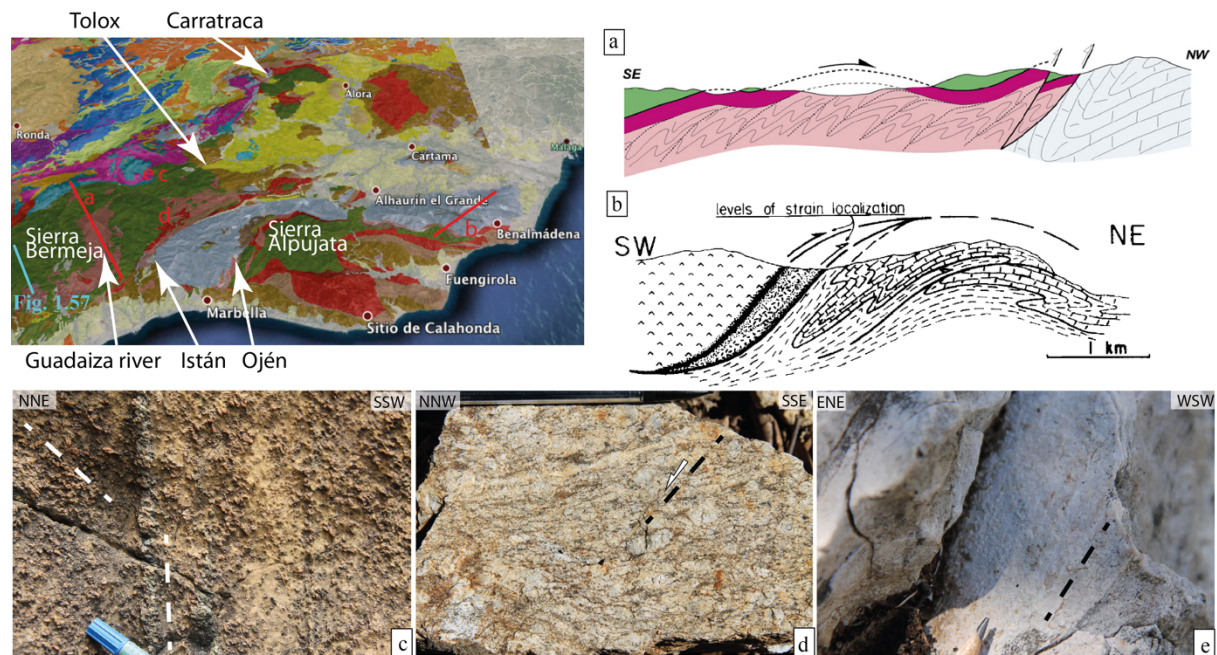 Tolox Carratraca
Ronda
Álora
Málaga
Cartama
e c
a
d
Alhaurín el Grande
b
Benalmádena
Sierra
Bermeja
Sierra
Alpujata
Fuengirola
Fig. 1.57
Marbella
Sitio de Calahonda
Guadaiza river Istán Ojén
a
SE
NW
b
levels of strain localization
SW
NE
1 km
NNE SSW
c
NNW SSE
d
ENE WSW
e